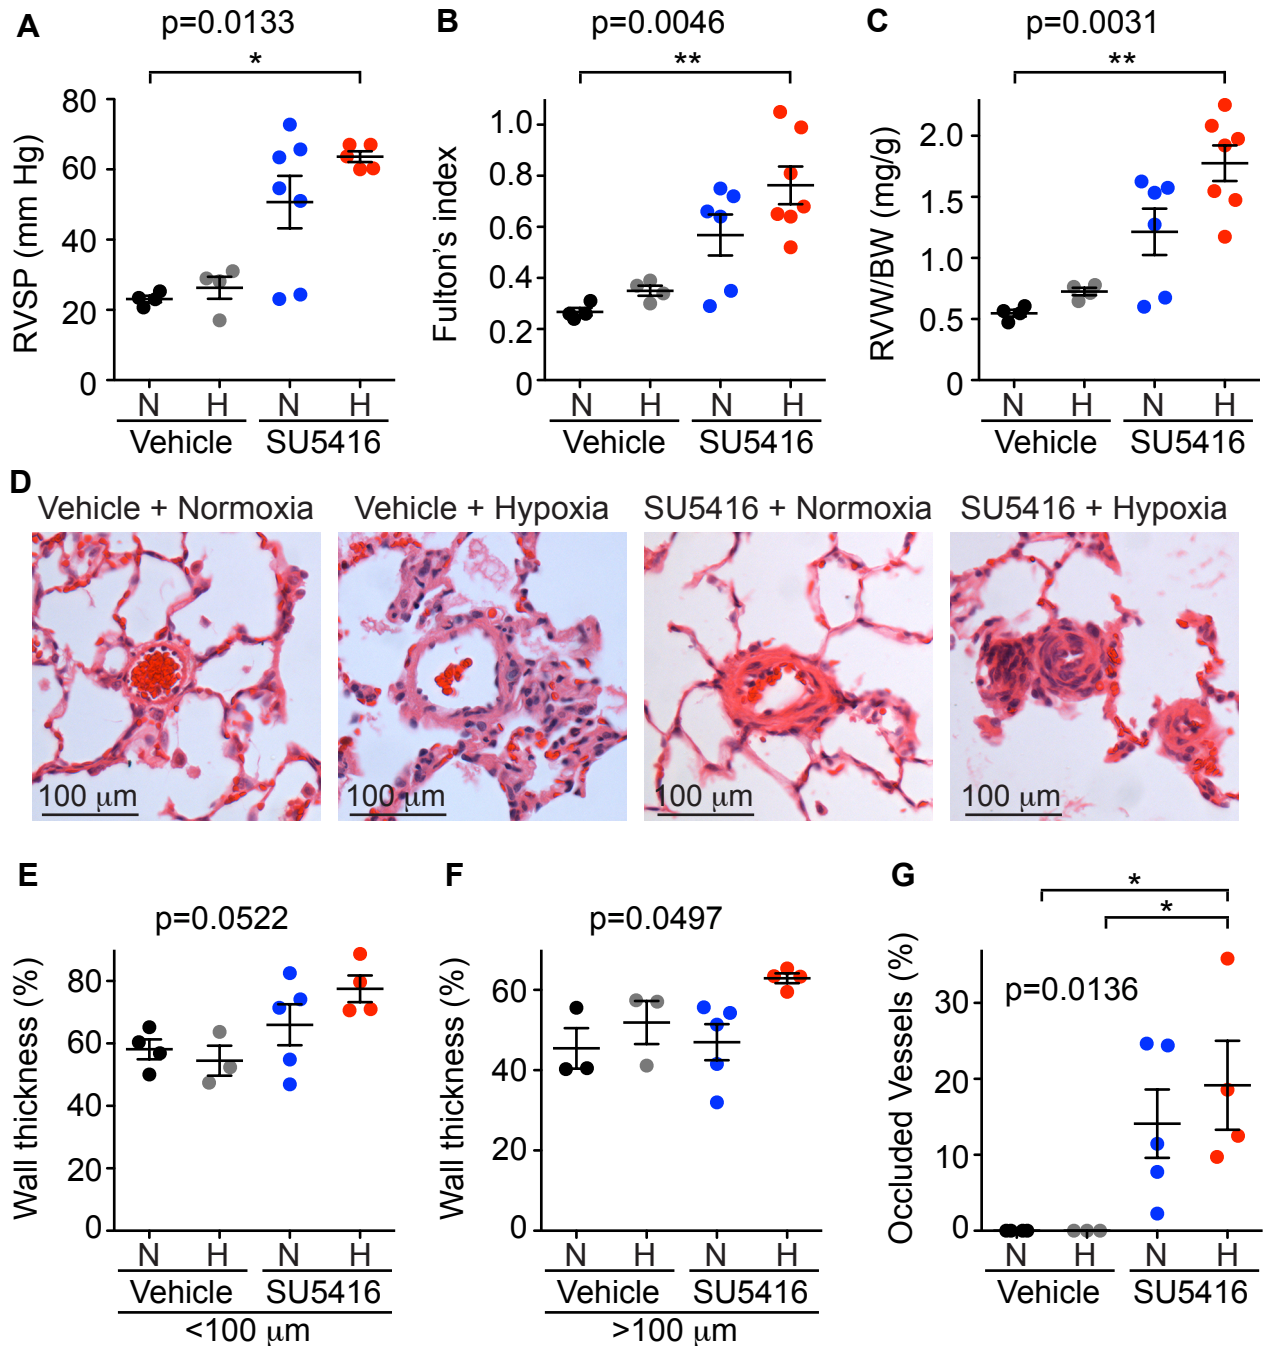 A
p=0.0133
*
RVSP (mm Hg)
80
60
40
20
0
N H N H
Vehicle SU5416
B
p=0.0046
**
Fulton's index
1.0
0.8
0.6
0.4
0.2
0
N H N H
Vehicle SU5416
C
p=0.0031
**
RVW/BW (mg/g)
2.0
1.5
1.0
0.5
0
N H N H
Vehicle SU5416
D
Vehicle + Normoxia
100 μm
Vehicle + Hypoxia
100 μm
SU5416 + Normoxia
100 μm
SU5416 + Hypoxia
100 μm
E
p=0.0522
Wall thickness (%)
80
60
40
20
0
N H N H
Vehicle SU5416
<100 μm
F
p=0.0497
Wall thickness (%)
60
40
20
0
N H N H
Vehicle SU5416
>100 μm
G
*
*
p=0.0136
Occluded Vessels (%)
30
20
10
0
N H N H
Vehicle SU5416